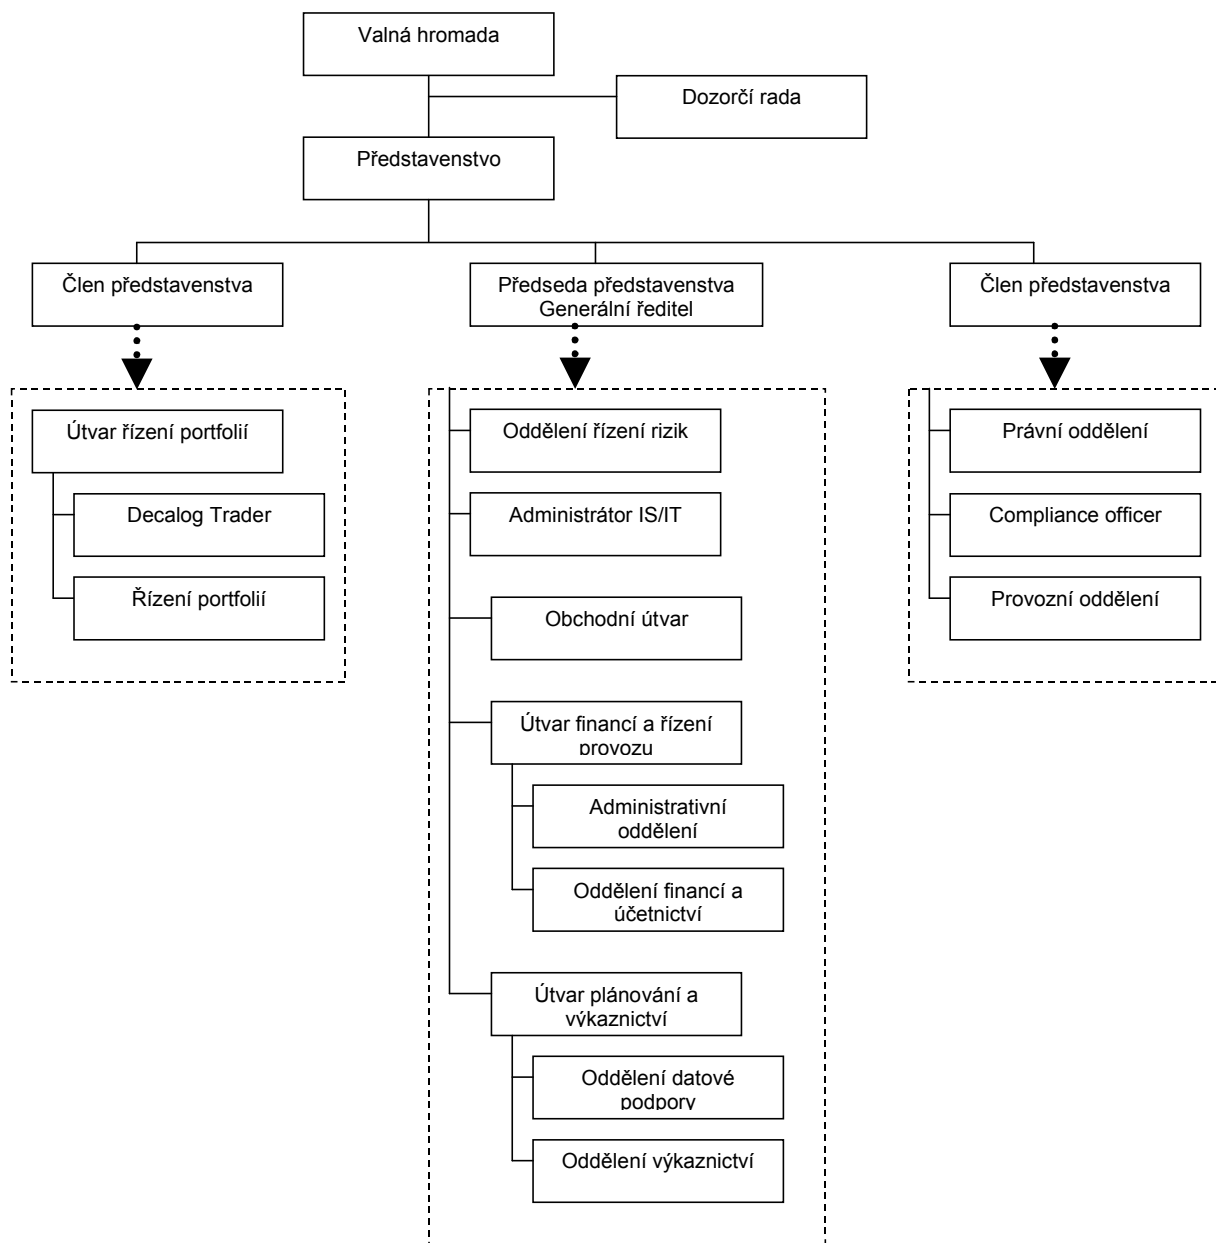 Valná hromada
Dozorčí rada
Představenstvo
Člen představenstva
Předseda představenstva
Generální ředitel
Člen představenstva
Útvar řízení portfolií
Decalog Trader
Řízení portfolií
Oddělení řízení rizik
Administrátor IS/IT
Obchodní útvar
Útvar financí a řízení
provozu
Administrativní
oddělení
Oddělení financí a
účetnictví
Útvar plánování a
výkaznictví
Oddělení datové
podpory
Oddělení výkaznictví
Právní oddělení
Compliance officer
Provozní oddělení